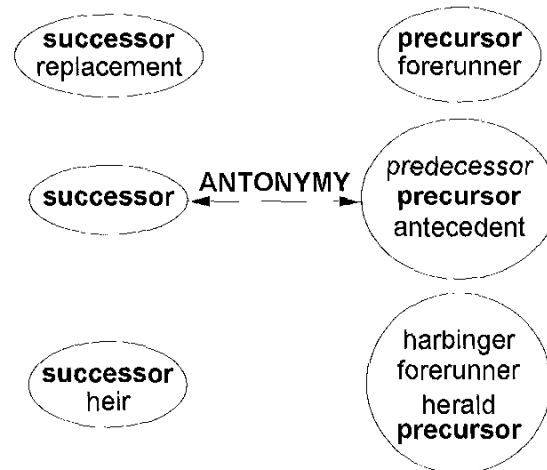 successor
replacement
precursor
forerunner
successor
ANTONYMY
predecessor
precursor
antecedent
successor
heir
harbinger
forerunner
herald
precursor